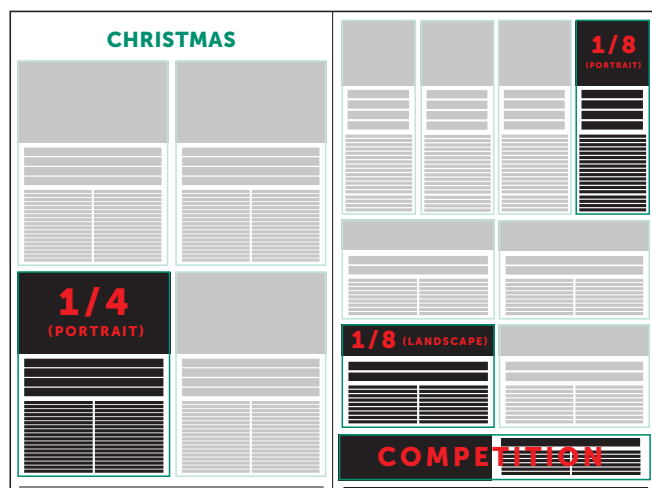 CHRISTMAS
1/4
(PORTRAIT)
1/8
(PORTRAIT)
1/8 (LANDSCAPE)
COMPETITION